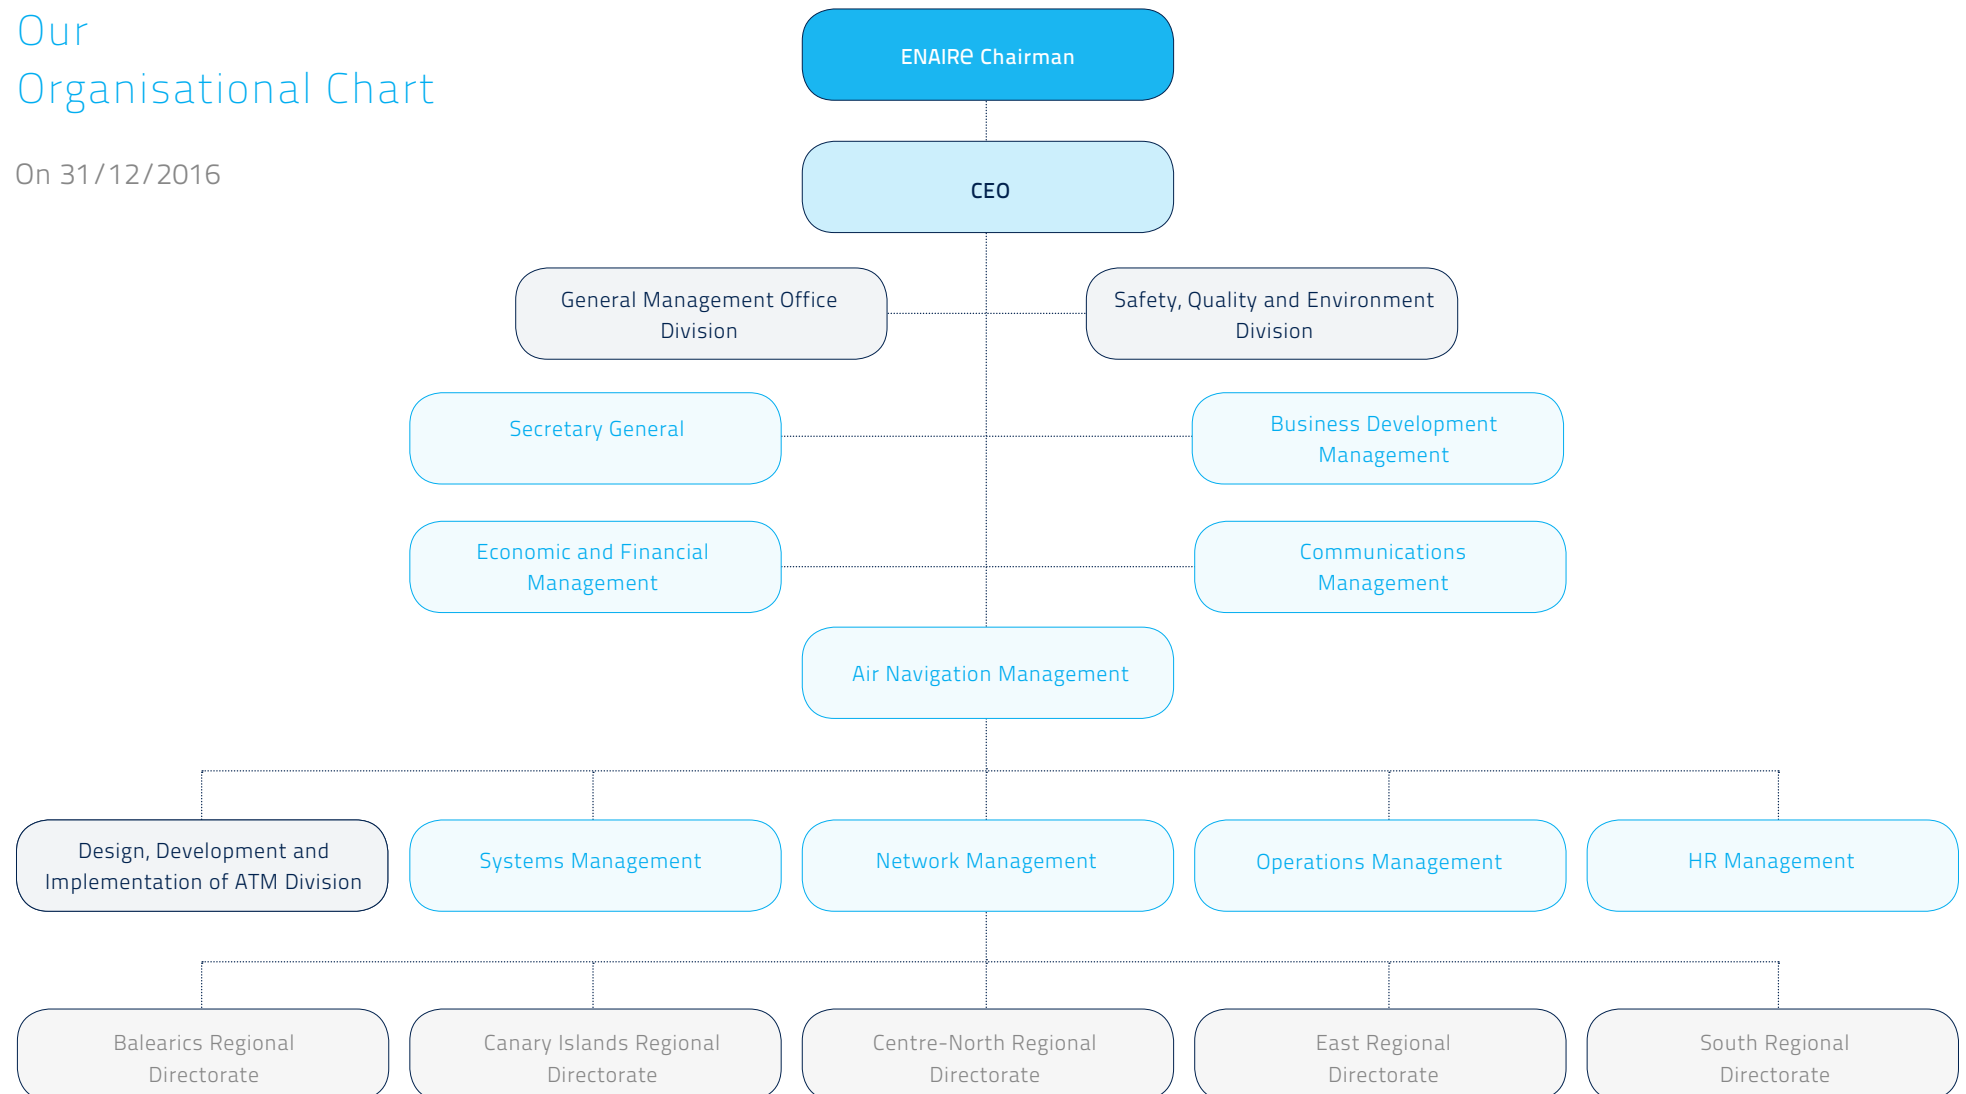 Our
Organisational Chart
On 31/12/2016
ENAIRe Chairman
CEO
General Management Office
Division
Safety, Quality and Environment
Division
Secretary General
Business Development
Management
Economic and Financial
Management
Communications
Management
Air Navigation Management
Design, Development and
Implementation of ATM Division
Systems Management
Network Management
Operations Management
HR Management
Balearics Regional
Directorate
Canary Islands Regional
Directorate
Centre-North Regional
Directorate
East Regional
Directorate
South Regional
Directorate